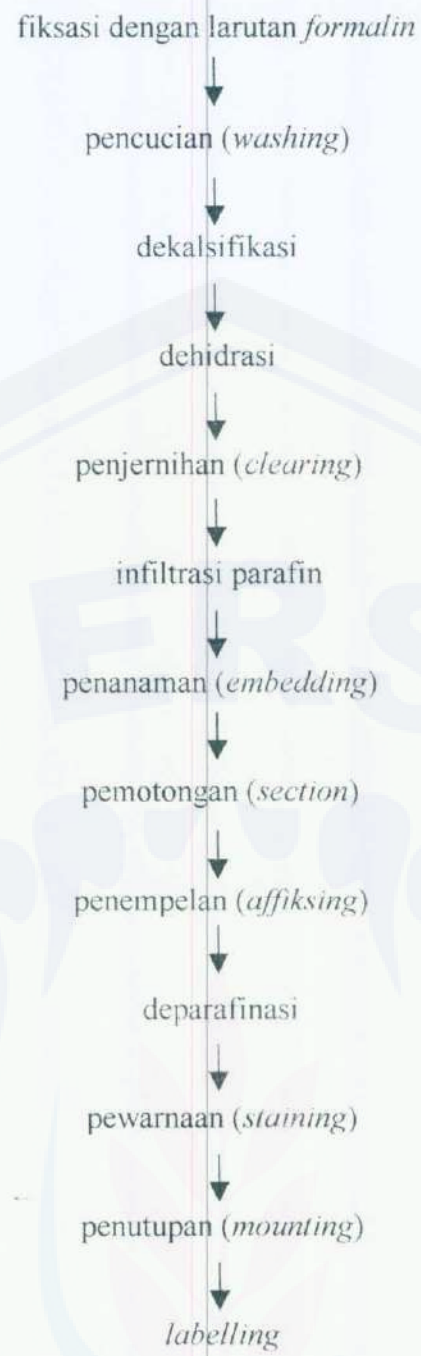 fiksasi dengan larutan formalin
pencucian (washing)
dekalsifikasi
dehidrasi
penjernihan (clearing)
infiltrasi parafin
penanaman (embedding)
pemotongan (section)
penempelan (affiksing)
deparafinasi
pewarnaan (staining)
penutupan (mounting)
labelling